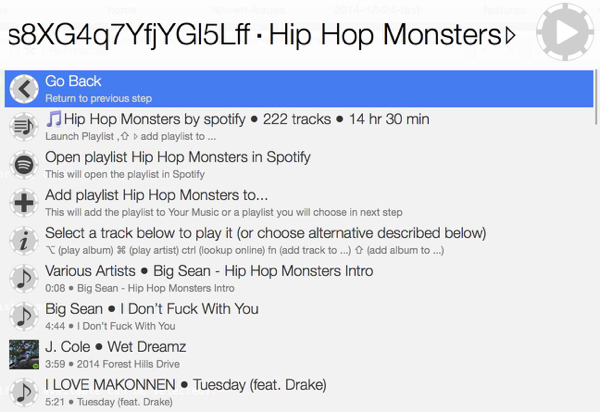 s8XG4q7YfjYGl5Lff · Hip Hop Monsters ▷
Go Back
Return to previous step
🎵Hip Hop Monsters by spotify ● 222 tracks ● 14 hr 30 min
Launch Playlist ,⇧ ▷ add playlist to ...
Open playlist Hip Hop Monsters in Spotify
This will open the playlist in Spotify
Add playlist Hip Hop Monsters to...
This will add the playlist to Your Music or a playlist you will choose in next step
Select a track below to play it (or choose alternative described below)
⌥ (play album) ⌘ (play artist) ctrl (lookup online) fn (add track to ...) ⇧ (add album to ...)
Various Artists ● Big Sean - Hip Hop Monsters Intro
0:08 ● Big Sean - Hip Hop Monsters Intro
Big Sean ● I Don't Fuck With You
4:44 ● I Don't Fuck With You
J. Cole ● Wet Dreamz
3:59 ● 2014 Forest Hills Drive
I LOVE MAKONNEN ● Tuesday (feat. Drake)
5:21 ● Tuesday (feat. Drake)